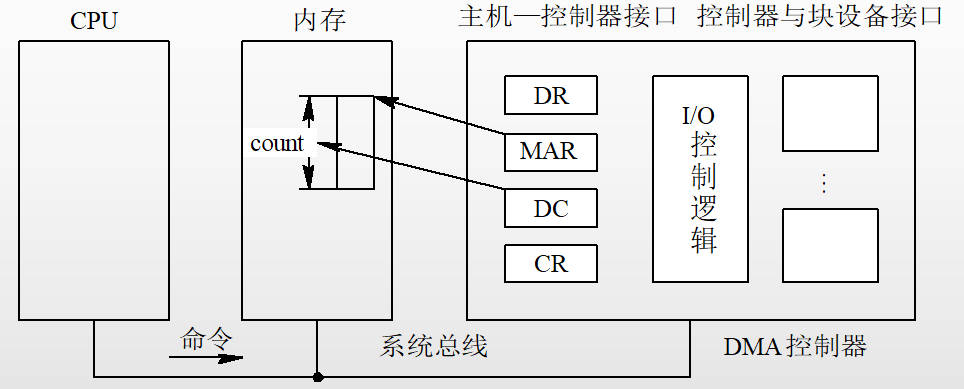 CPU
内存
主机—控制器接口
控制器与块设备接口
count
DR
MAR
DC
CR
I/O
控
制
逻
辑
⋮
命令
系统总线
DMA控制器